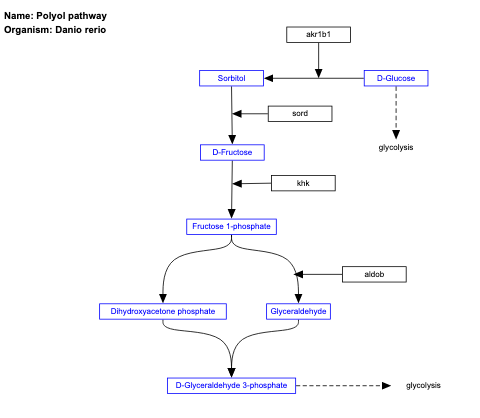 Name: Polyol pathway
Organism: Danio rerio
akr1b1
Sorbitol
D-Glucose
sord
glycolysis
D-Fructose
khk
Fructose 1-phosphate
aldob
Dihydroxyacetone phosphate
Glyceraldehyde
D-Glyceraldehyde 3-phosphate
glycolysis